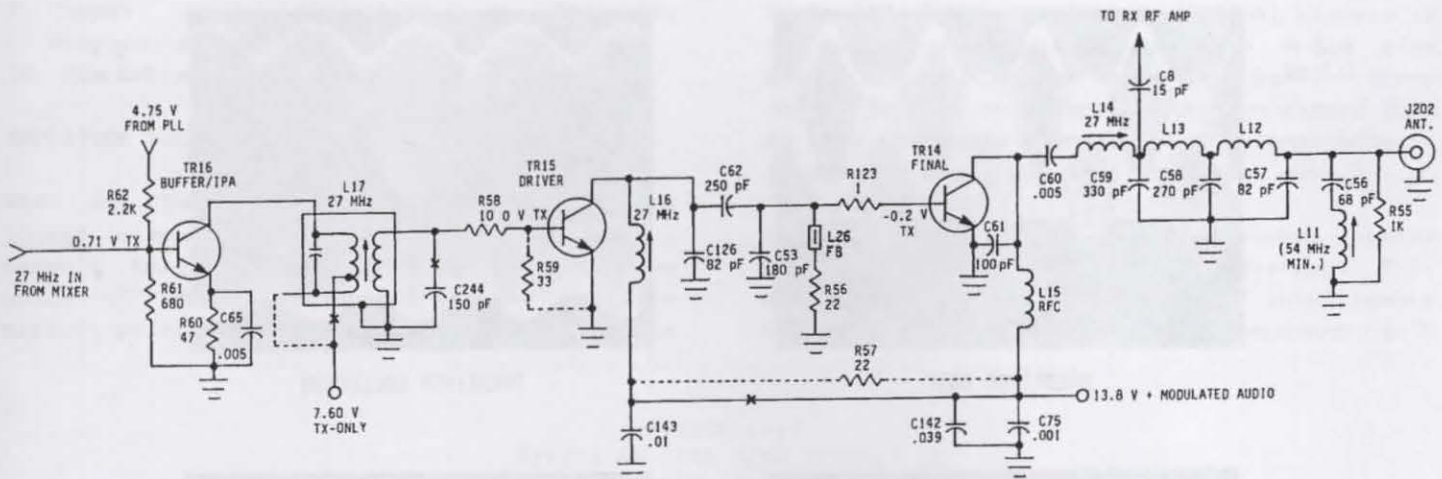 TO RX RF AMP
C8
15 pF
4.75 V
FROM PLL
L14
27 MHz
L13
L12
J202
ANT.
TR16
BUFFER/IPA
TR15
DRIVER
TR14
FINAL
R62
2.2K
L17
27 MHz
C62
250 pF
C60
.005
C59
330 pF
C58
270 pF
C57
82 pF
C56
68 pF
R58
10
0 V TX
L16
27 MHz
R123
1
-0.2 V
TX
R55
1K
0.71 V TX
27 MHz IN
FROM MIXER
C61
100pF
L11
(54 MHz
MIN.)
R59
33
C126
82 pF
C53
180 pF
L26
FB
R61
680
C244
150 pF
R56
22
L15
RFC
R60
47
C65
.005
R57
22
7.60 V
TX-ONLY
13.8 V + MODULATED AUDIO
C143
.01
C142
.039
C75
.001